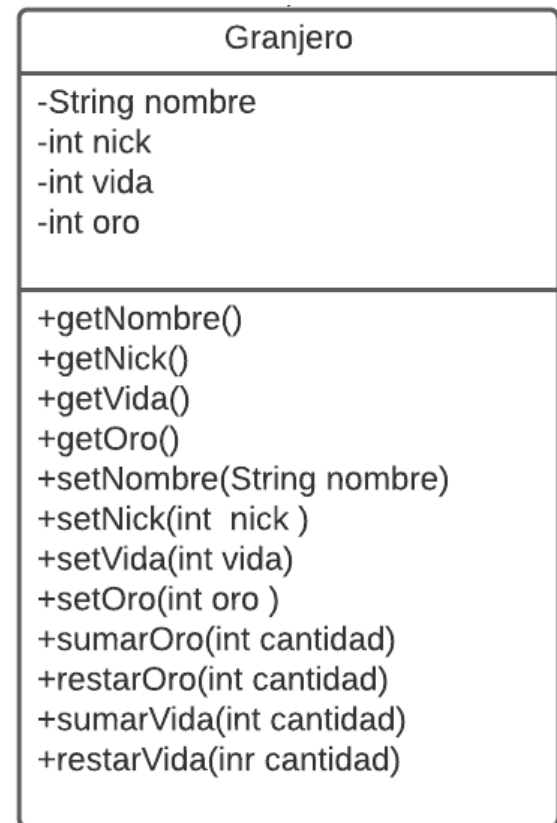 Granjero
-String nombre
-int nick
-int vida
-int oro
+getNombre()
+getNick()
+getVida()
+getOro()
+setNombre(String nombre)
+setNick(int  nick )
+setVida(int vida)
+setOro(int oro )
+sumarOro(int cantidad)
+restarOro(int cantidad)
+sumarVida(int cantidad)
+restarVida(inr cantidad)